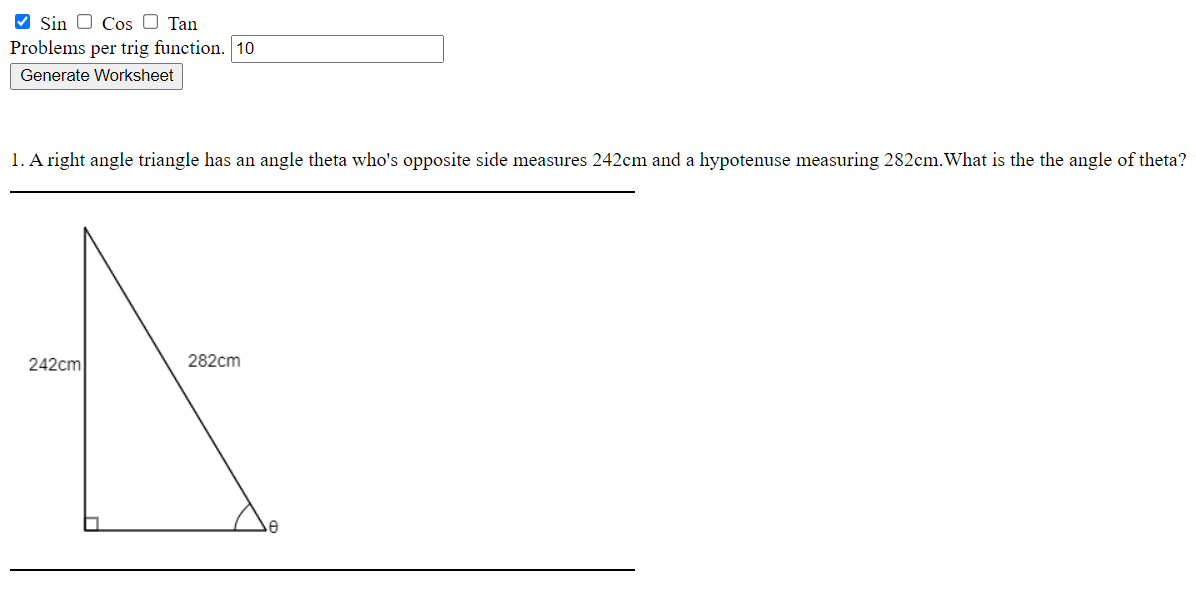 Sin Cos Tan
Problems per trig function. 10
Generate Worksheet
1. A right angle triangle has an angle theta who's opposite side measures 242cm and a hypotenuse measuring 282cm.What is the the angle of theta?
242cm
282cm
θ